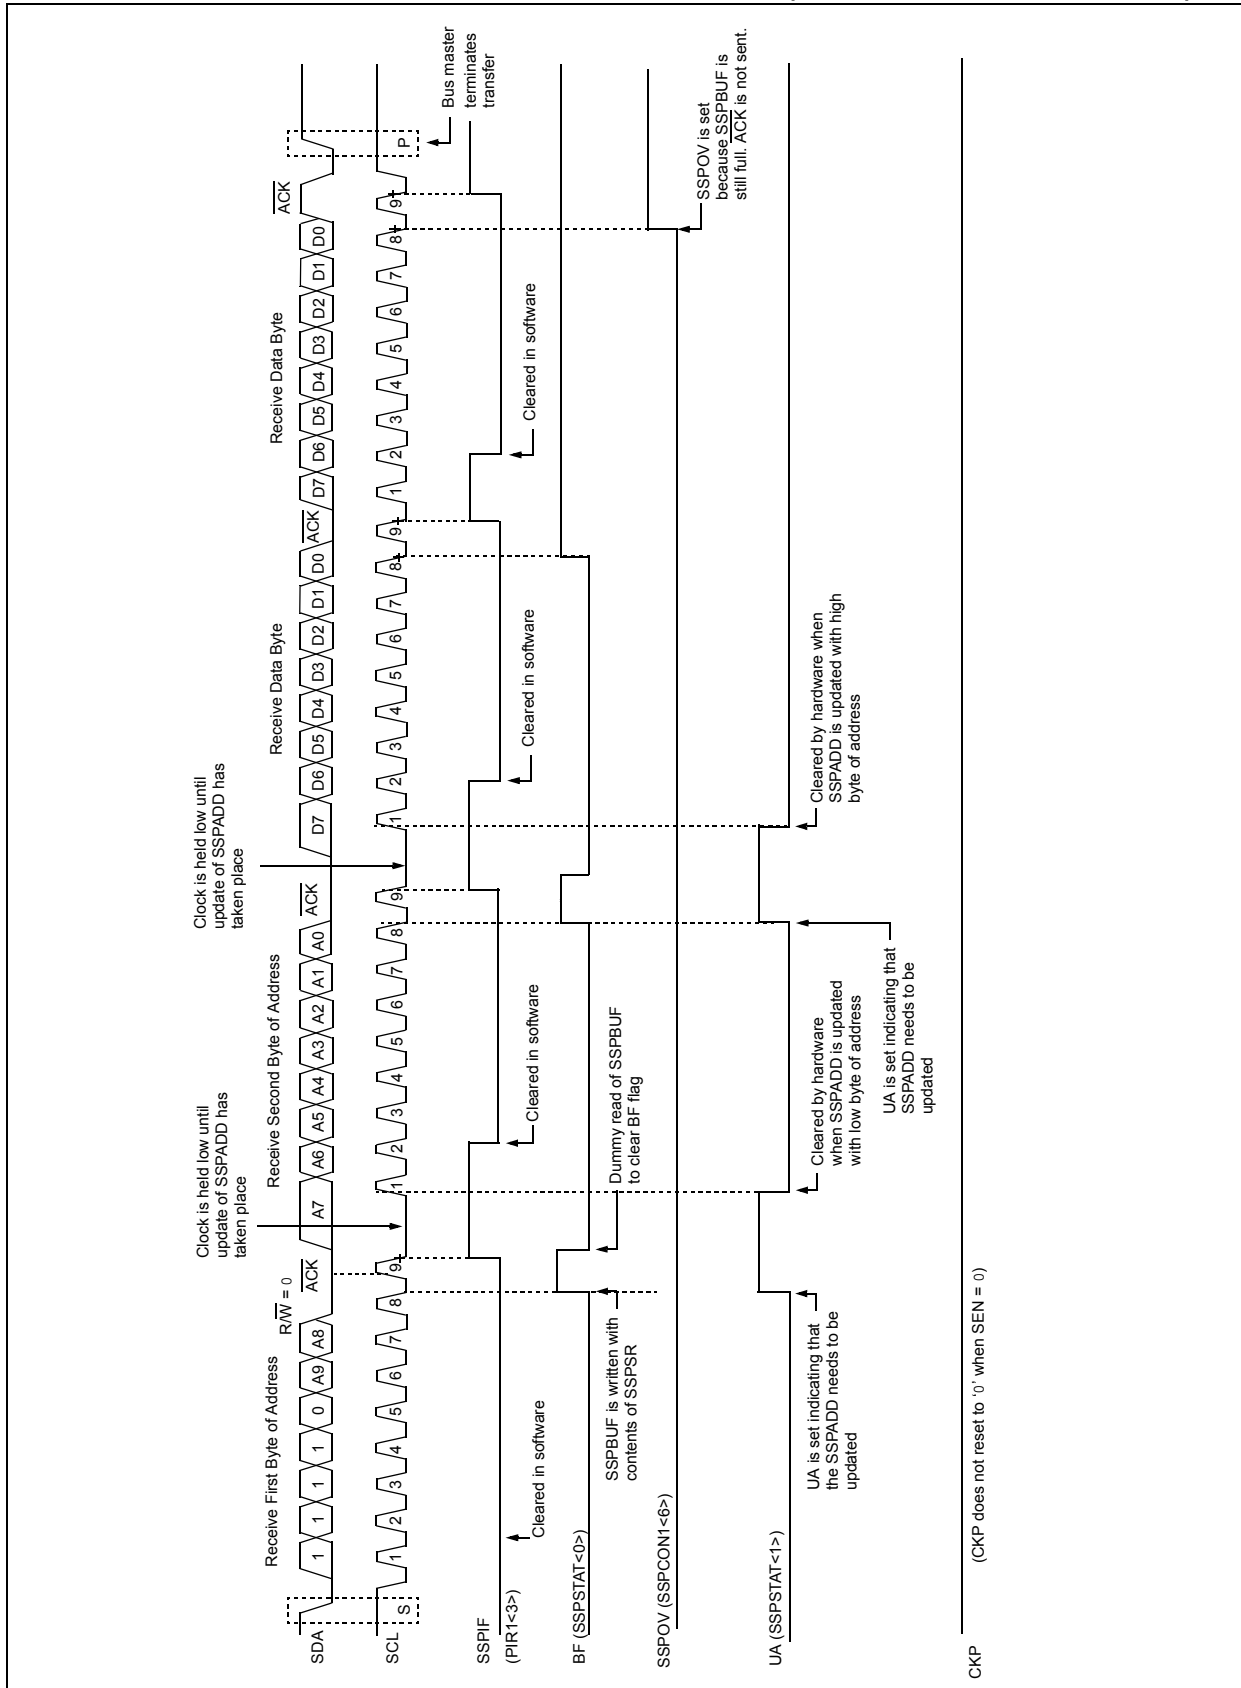 Receive First Byte of Address
R/W = 0
ACK
Receive Second Byte of Address
ACK
Receive Data Byte
ACK
Receive Data Byte
ACK
Clock is held low until
update of SSPADD has
taken place
Clock is held low until
update of SSPADD has
taken place
SDA
1 1 1 1 0 A9 A8
A7 A6 A5 A4 A3 A2 A1 A0
D7 D6 D5 D4 D3 D2 D1 D0
D7 D6 D5 D4 D3 D2 D1 D0
SCL
S
1 2 3 4 5 6 7 8 9
1 2 3 4 5 6 7 8 9
1 2 3 4 5 6 7 8 9
1 2 3 4 5 6 7 8 9
P
Bus master
terminates
transfer
SSPIF
(PIR1<3>)
Cleared in software
Cleared in software
Cleared in software
Cleared in software
BF (SSPSTAT<0>)
SSPBUF is written with
contents of SSPSR
Dummy read of SSPBUF
to clear BF flag
SSPOV (SSPCON1<6>)
SSPOV is set
because SSPBUF is
still full. ACK is not sent.
UA (SSPSTAT<1>)
UA is set indicating that
the SSPADD needs to be
updated
Cleared by hardware
when SSPADD is updated
with low byte of address
UA is set indicating that
SSPADD needs to be
updated
Cleared by hardware when
SSPADD is updated with high
byte of address
CKP
(CKP does not reset to ‘0’ when SEN = 0)